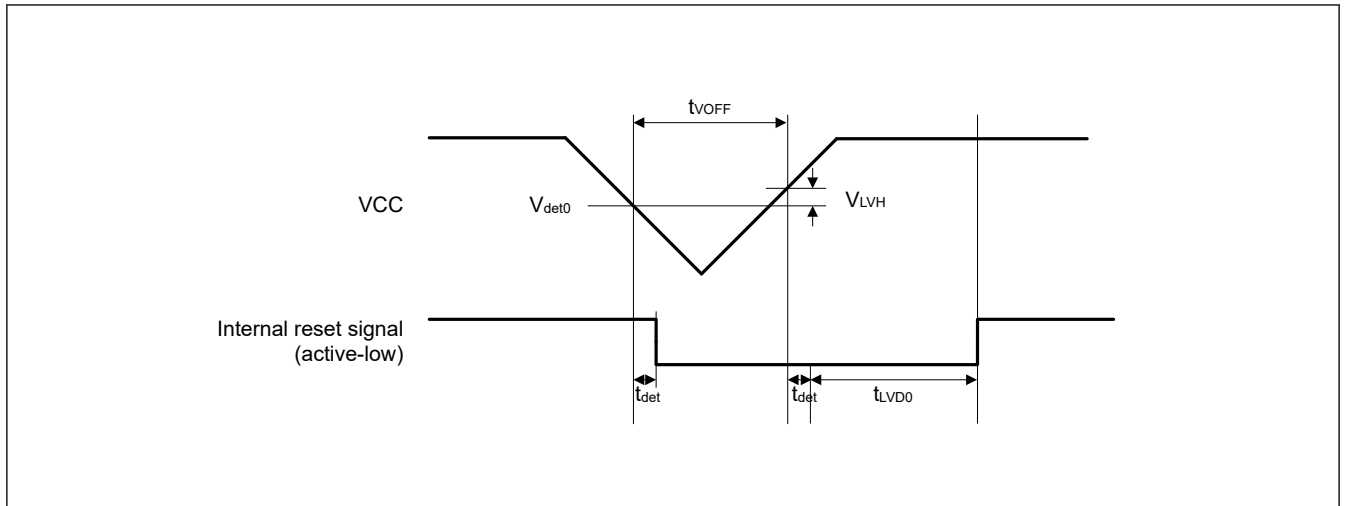 tVOFF
VCC
Vdet0
VLVH
Internal reset signal
(active-low)
tdet
tdet
tLVD0